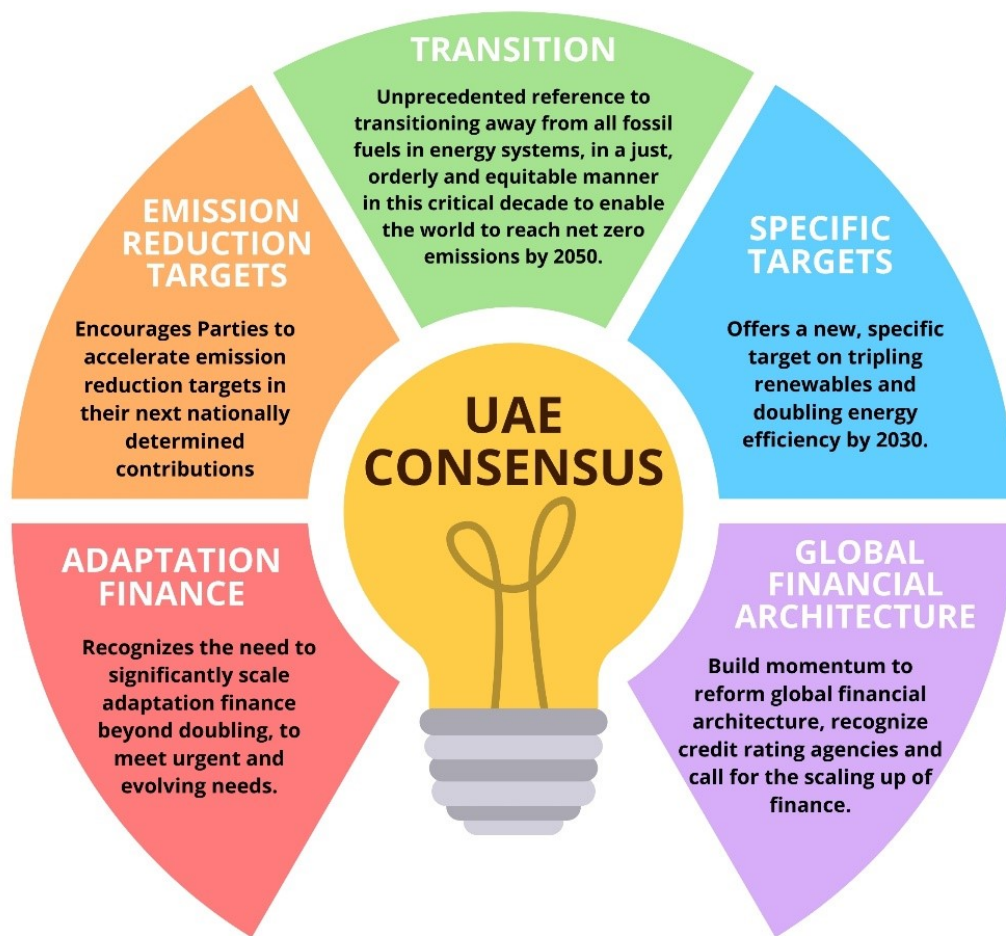 TRANSITION
Unprecedented reference to
transitioning away from all fossil
fuels in energy systems, in a just,
orderly and equitable manner
in this critical decade to enable
the world to reach net zero
emissions by 2050.
EMISSION
REDUCTION
TARGETS
Encourages Parties to
accelerate emission
reduction targets in
their next nationally
determined
contributions
SPECIFIC
TARGETS
Offers a new, specific
target on tripling
renewables and
doubling energy
efficiency by 2030.
UAE
CONSENSUS
ADAPTATION
FINANCE
Recognizes the need to
significantly scale
adaptation finance
beyond doubling, to
meet urgent and
evolving needs.
GLOBAL
FINANCIAL
ARCHITECTURE
Build momentum to
reform global financial
architecture, recognize
credit rating agencies and
call for the scaling up of
finance.